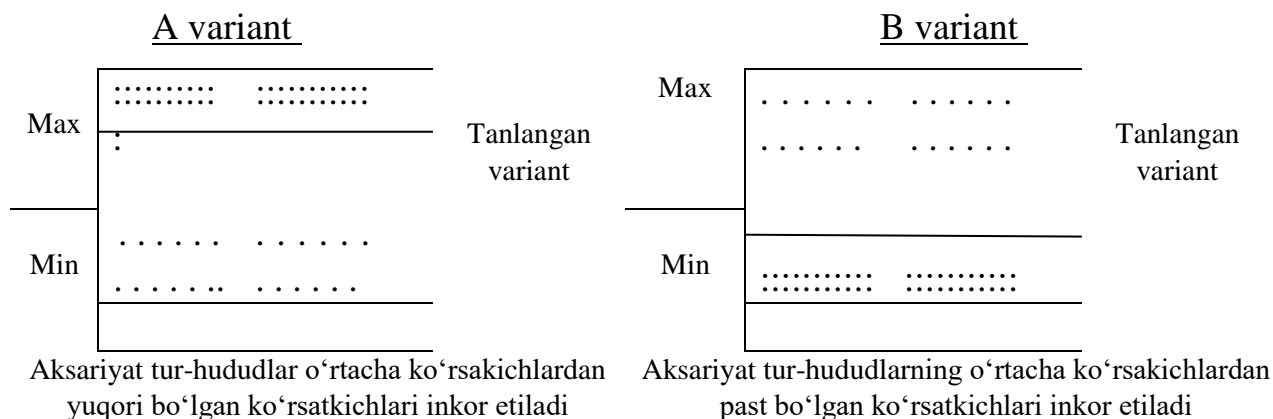 A variant
B variant
Max
Tanlangan
variant
Min
Max
Tanlangan
variant
Min
Aksariyat tur-hududlar o‘rtacha ko‘rsakichlardan
yuqori bo‘lgan ko‘rsatkichlari inkor etiladi
Aksariyat tur-hududlarning o‘rtacha ko‘rsakichlardan
past bo‘lgan ko‘rsatkichlari inkor etiladi